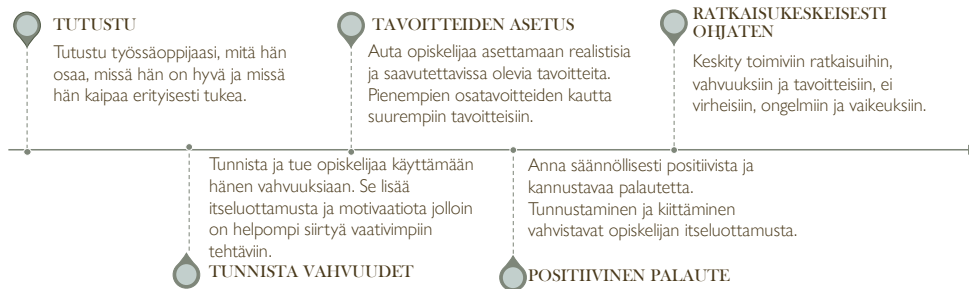 TUTUSTU
Tutustu työssäoppijaasi, mitä hän
osaa, missä hän on hyvä ja missä
hän kaipaa erityisesti tukea.
Tunnista ja tue opiskelijaa käyttämään
hänen vahvuuksiaan. Se lisää
itseluottamusta ja motivaatiota jolloin
on helpompi siirtyä vaativimpiin
tehtäviin.
TUNNISTA VAHVUUDET
TAVOITTEIDEN ASETUS
Auta opiskelijaa asettamaan realistisia
ja saavutettavissa olevia tavoitteita.
Pienempien osatavoitteiden kautta
suurempiin tavoitteisiin.
Anna säännöllisesti positiivista ja
kannustavaa palautetta.
Tunnustaminen ja kiittäminen
vahvistavat opiskelijan itseluottamusta.
POSITIIVINEN PALAUTE
RATKAISUKESKEISESTI
OHJATEN
Keskity toimiviin ratkaisuihin,
vahvuuksiin ja tavoitteisiin, ei
virheisiin, ongelmiin ja vaikeuksiin.